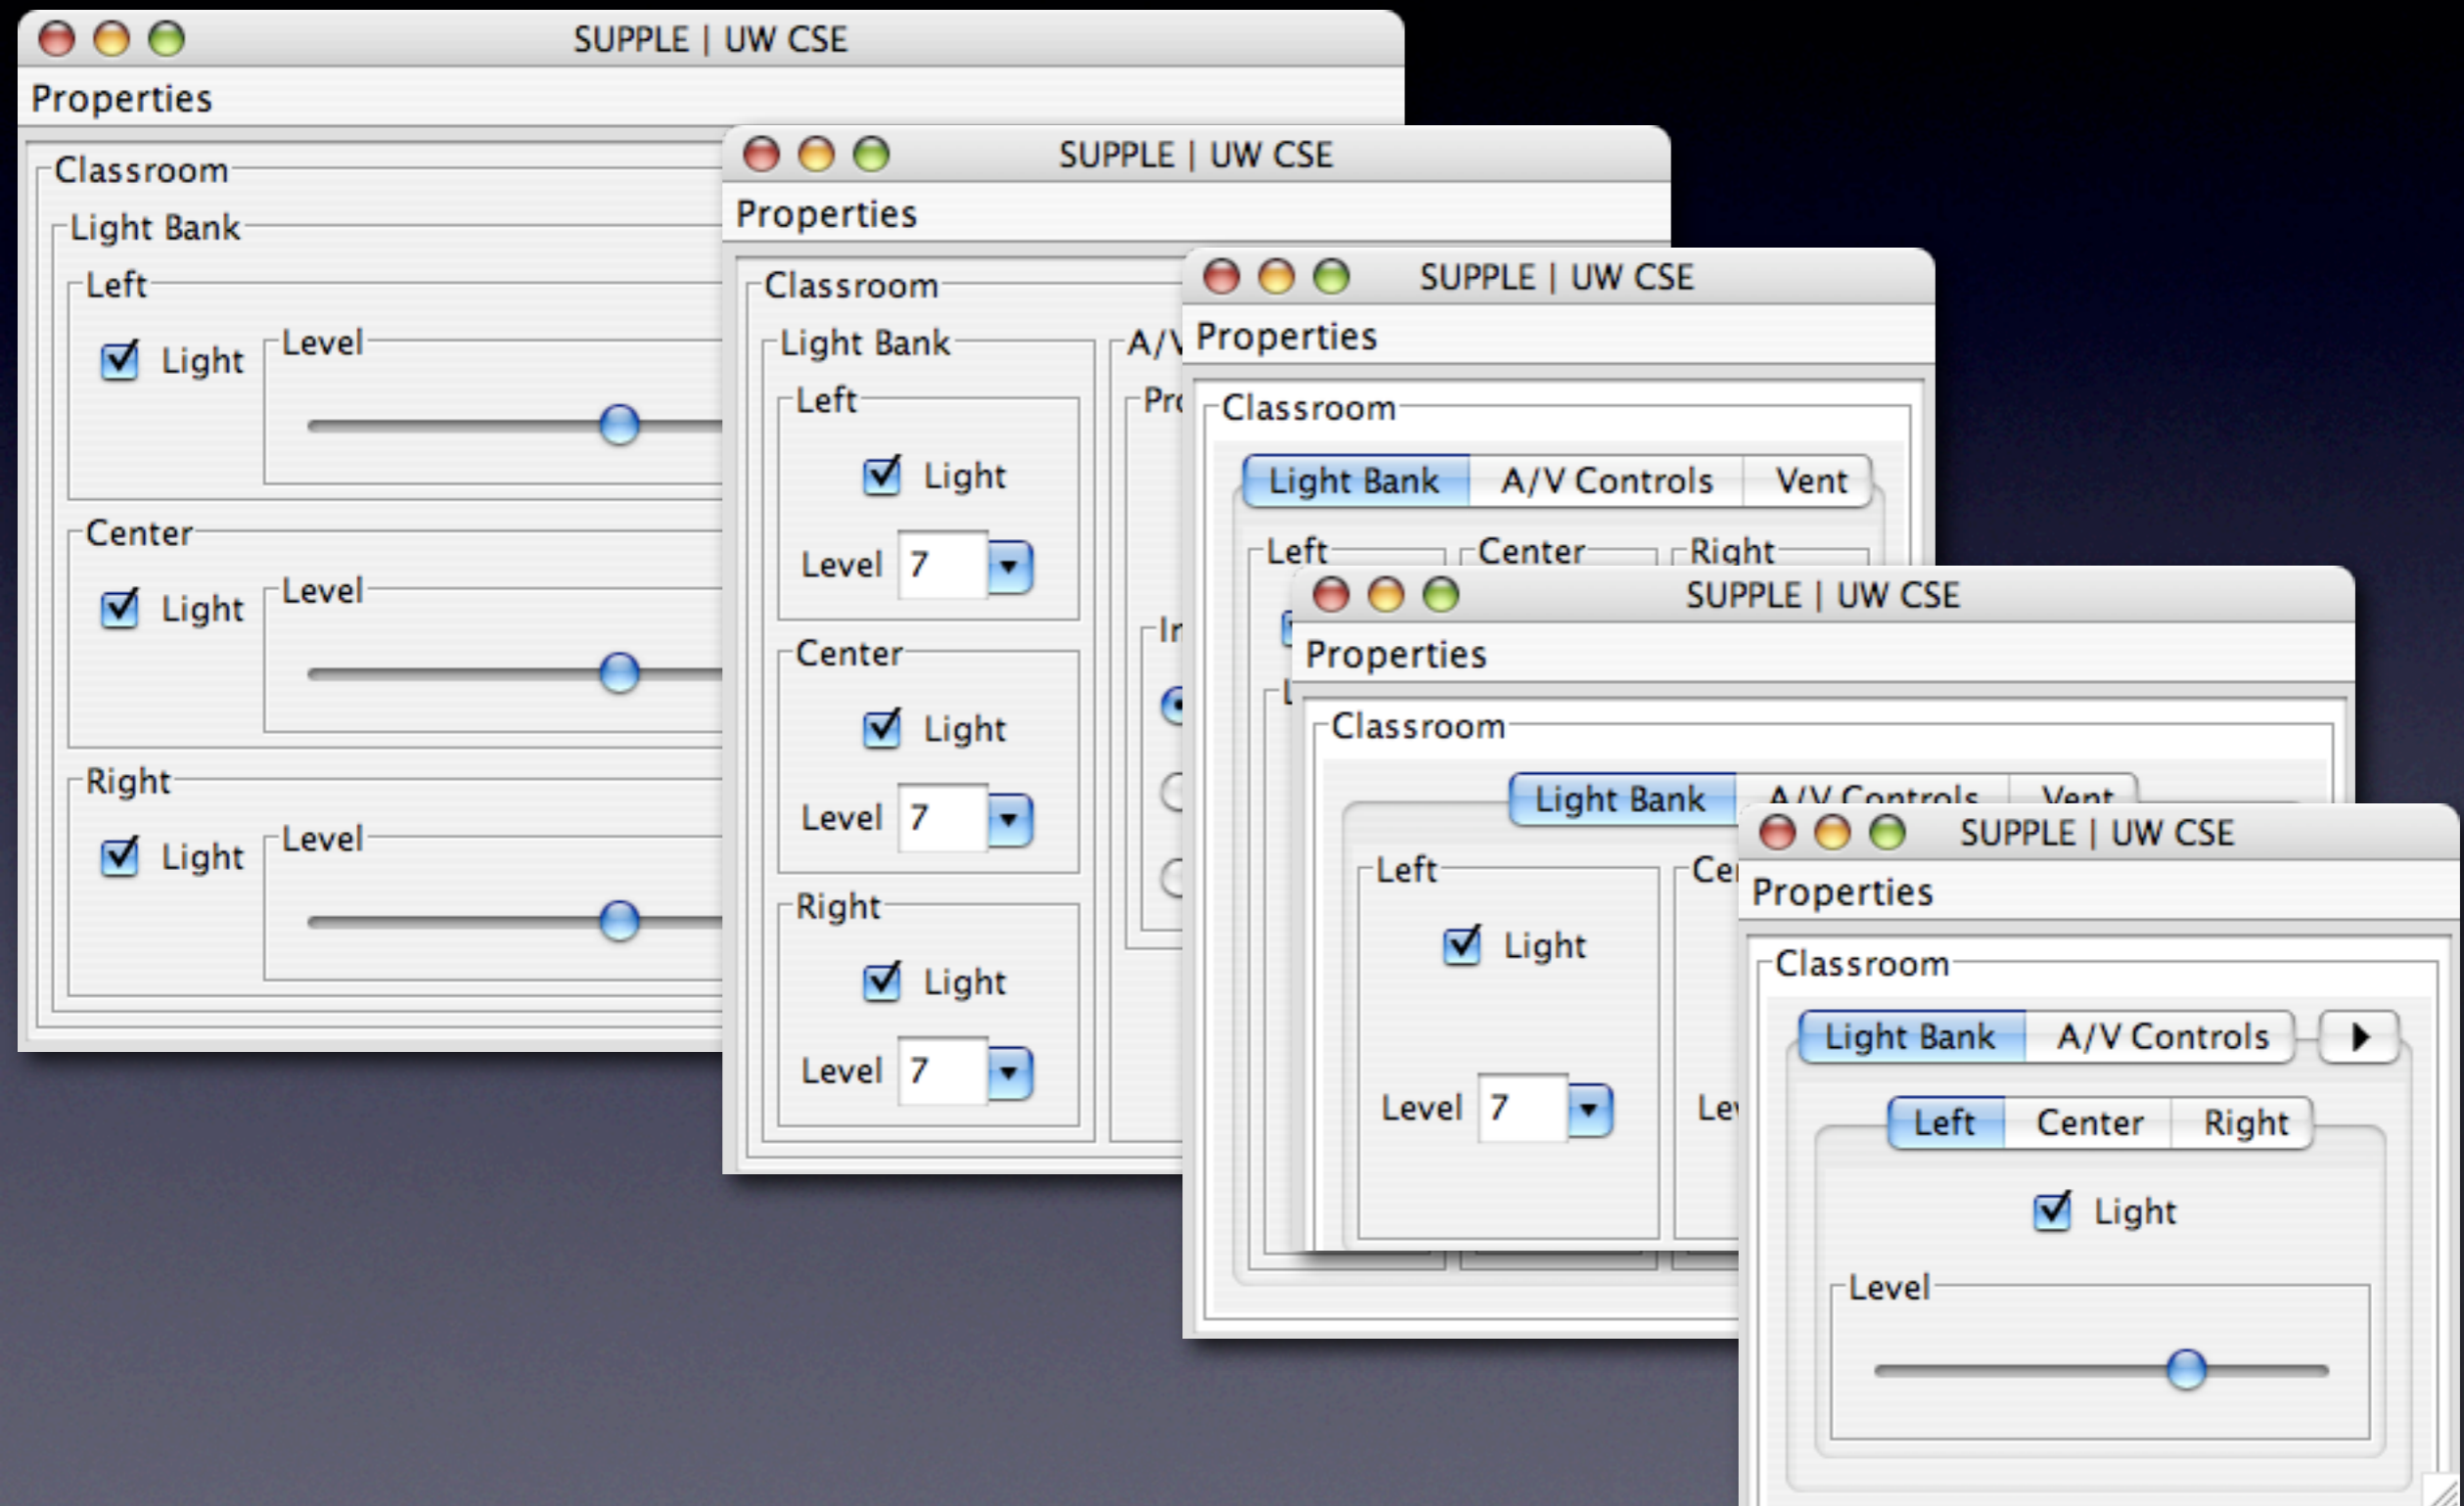 SUPPLE | UW CSE
Properties
Classroom
Light Bank
Left
Light
Level
Center
Light
Level
Right
Light
Level
SUPPLE | UW CSE
Properties
Classroom
Light Bank
Left
Light
Level 7
Center
Light
Level 7
Right
Light
Level 7
SUPPLE | UW CSE
Properties
Classroom
Light Bank A/V Controls Vent
Left Center Right
SUPPLE | UW CSE
Properties
Classroom
Light Bank A/V Controls Vent
Left
Light
Level 7
SUPPLE | UW CSE
Properties
Classroom
Light Bank A/V Controls
Left Center Right
Light
Level